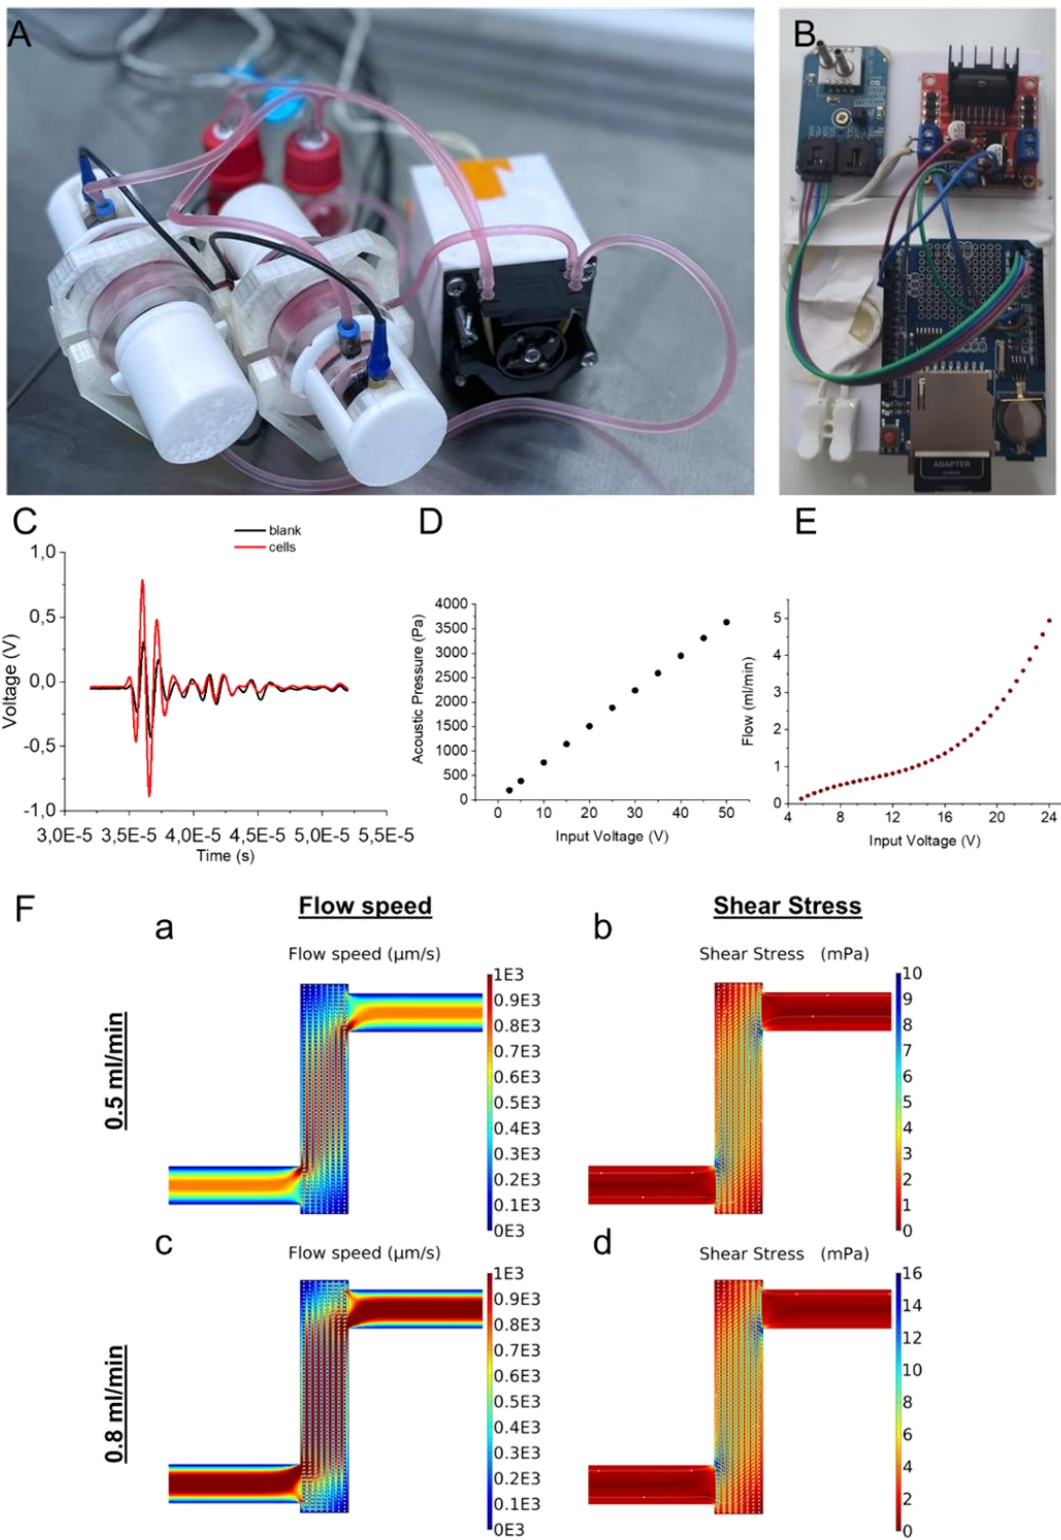 A
B
ADAPTER
C
blank
cells
1,0
0,5
0,0
-0,5
-1,0
Voltage (V)
3,0E-5 3,5E-5 4,0E-5 4,5E-5 5,0E-5 5,5E-5
Time (s)
D
4000
3500
3000
2500
2000
1500
1000
500
0
Acoustic Pressure (Pa)
0 10 20 30 40 50
Input Voltage (V)
E
5
4
3
2
1
0
Flow (ml/min)
4 8 12 16 20 24
Input Voltage (V)
F
Flow speed
Shear Stress
0.5 ml/min
a
Flow speed (µm/s)
1E3
0.9E3
0.8E3
0.7E3
0.6E3
0.5E3
0.4E3
0.3E3
0.2E3
0.1E3
0E3
b
Shear Stress (mPa)
10
9
8
7
6
5
4
3
2
1
0
0.8 ml/min
c
Flow speed (µm/s)
1E3
0.9E3
0.8E3
0.7E3
0.6E3
0.5E3
0.4E3
0.3E3
0.2E3
0.1E3
0E3
d
Shear Stress (mPa)
16
14
12
10
8
6
4
2
0